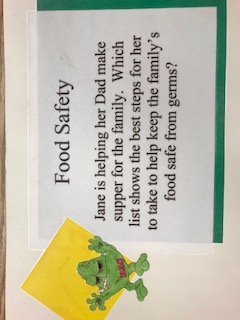 Food Safety
Jane is helping her Dad make
supper for the family.  Which
list shows the best steps for her
to take to help keep the family's
food safe from germs?